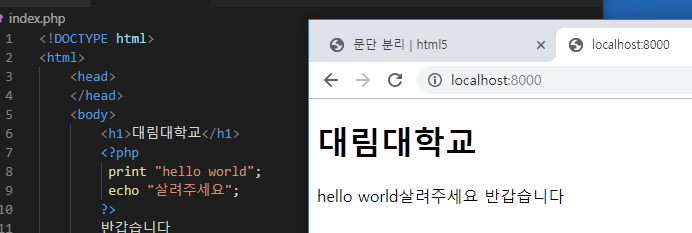 index.php
1 <!DOCTYPE html>
2 <html>
3 <head>
4 </head>
5 <body>
6 <h1>대림대학교</h1>
7 <?php
8 print "hello world";
9 echo "살려주세요";
10 ?>
11 반갑습니다
문단 분리 | html5
localhost:8000
localhost:8000
대림대학교
hello world살려주세요 반갑습니다